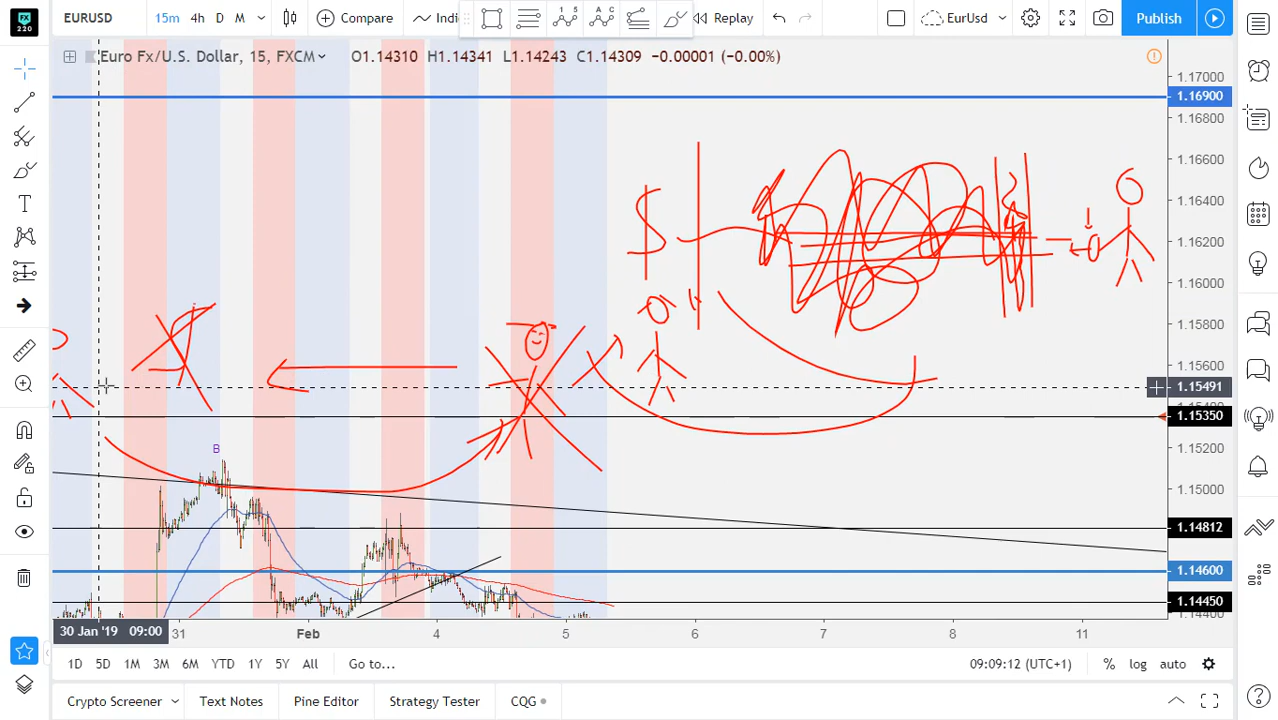 FX
220
EURUSD
15m 4h D M
Compare
Indi
Replay
EurUsd
Publish
Euro Fx/U.S. Dollar, 15, FXCM O1.14310 H1.14341 L1.14243 C1.14309 −0.00001 (−0.00%)
1 5
A C
T
1.17000
1.16900
1.16800
1.16600
1.16400
1.16200
1.16000
1.15800
1.15600
1.15491
1.15350
1.15200
1.15000
1.14812
1.14600
1.14450
$
$
B
30 Jan '19 09:00 31 Feb 4 5 6 7 8 11
1D 5D 1M 3M 6M YTD 1Y 5Y All Go to... 09:09:12 (UTC+1) % log auto
Crypto Screener Text Notes Pine Editor Strategy Tester CQG